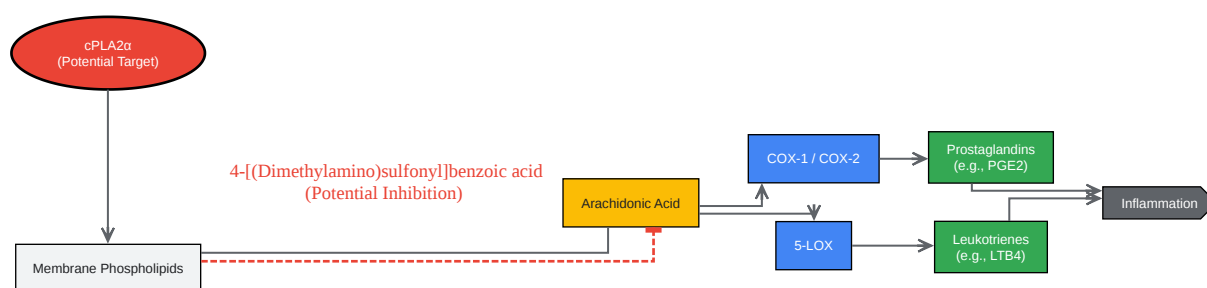 cPLA2α
(Potential Target)
4-[(Dimethylamino)sulfonyl]benzoic acid
(Potential Inhibition)
Membrane Phospholipids
Arachidonic Acid
COX-1 / COX-2
5-LOX
Prostaglandins
(e.g., PGE2)
Leukotrienes
(e.g., LTB4)
Inflammation